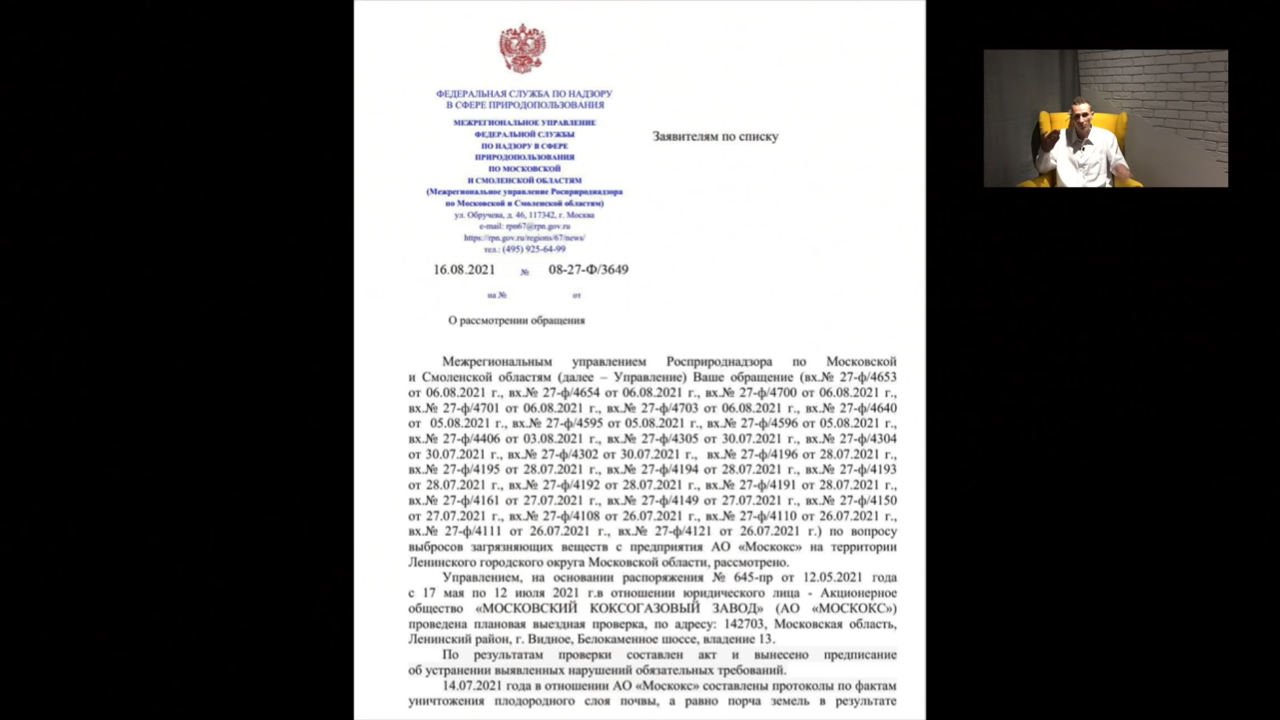 ФЕДЕРАЛЬНАЯ СЛУЖБА ПО НАДЗОРУ
В СФЕРЕ ПРИРОДОПОЛЬЗОВАНИЯ
МЕЖРЕГИОНАЛЬНОЕ УПРАВЛЕНИЕ
ФЕДЕРАЛЬНОЙ СЛУЖБЫ
ПО НАДЗОРУ В СФЕРЕ
ПРИРОДОПОЛЬЗОВАНИЯ
ПО МОСКОВСКОЙ
И СМОЛЕНСКОЙ ОБЛАСТЯМ
(Межрегиональное управление Росприроднадзора
по Московской и Смоленской областям)
ул. Обручева, д. 46, 117342, г. Москва
e-mail: rpn67@rpn.gov.ru
https://rpn.gov.ru/regions/67/news/
тел.: (495) 925-64-99
16.08.2021 № 08-27-Ф/3649
на № от
Заявителям по списку
О рассмотрении обращения
Межрегиональным управлением Росприроднадзора по Московской
и Смоленской областям (далее – Управление) Ваше обращение (вх.№ 27-ф/4653
от 06.08.2021 г., вх.№ 27-ф/4654 от 06.08.2021 г., вх.№ 27-ф/4700 от 06.08.2021 г.,
вх.№ 27-ф/4701 от 06.08.2021 г., вх.№ 27-ф/4703 от 06.08.2021 г., вх.№ 27-ф/4640
от 05.08.2021 г., вх.№ 27-ф/4595 от 05.08.2021 г., вх.№ 27-ф/4596 от 05.08.2021 г.,
вх.№ 27-ф/4406 от 03.08.2021 г., вх.№ 27-ф/4305 от 30.07.2021 г., вх.№ 27-ф/4304
от 30.07.2021 г., вх.№ 27-ф/4302 от 30.07.2021 г., вх.№ 27-ф/4196 от 28.07.2021 г.,
вх.№ 27-ф/4195 от 28.07.2021 г., вх.№ 27-ф/4194 от 28.07.2021 г., вх.№ 27-ф/4193
от 28.07.2021 г., вх.№ 27-ф/4192 от 28.07.2021 г., вх.№ 27-ф/4191 от 28.07.2021 г.,
вх.№ 27-ф/4161 от 27.07.2021 г., вх.№ 27-ф/4149 от 27.07.2021 г., вх.№ 27-ф/4150
от 27.07.2021 г., вх.№ 27-ф/4108 от 26.07.2021 г., вх.№ 27-ф/4110 от 26.07.2021 г.,
вх.№ 27-ф/4111 от 26.07.2021 г., вх.№ 27-ф/4121 от 26.07.2021 г.) по вопросу
выбросов загрязняющих веществ с предприятия АО «Москокс» на территории
Ленинского городского округа Московской области, рассмотрено.
Управлением, на основании распоряжения № 645-пр от 12.05.2021 года
с 17 мая по 12 июля 2021 г.в отношении юридического лица - Акционерное
общество «МОСКОВСКИЙ КОКСОГАЗОВЫЙ ЗАВОД» (АО «МОСКОКС»)
проведена плановая выездная проверка, по адресу: 142703, Московская область,
Ленинский район, г. Видное, Белокаменное шоссе, владение 13.
По результатам проверки составлен акт и вынесено предписание
об устранении выявленных нарушений обязательных требований.
14.07.2021 года в отношении АО «Москокс» составлены протоколы по фактам
уничтожения плодородного слоя почвы, а равно порча земель в результате